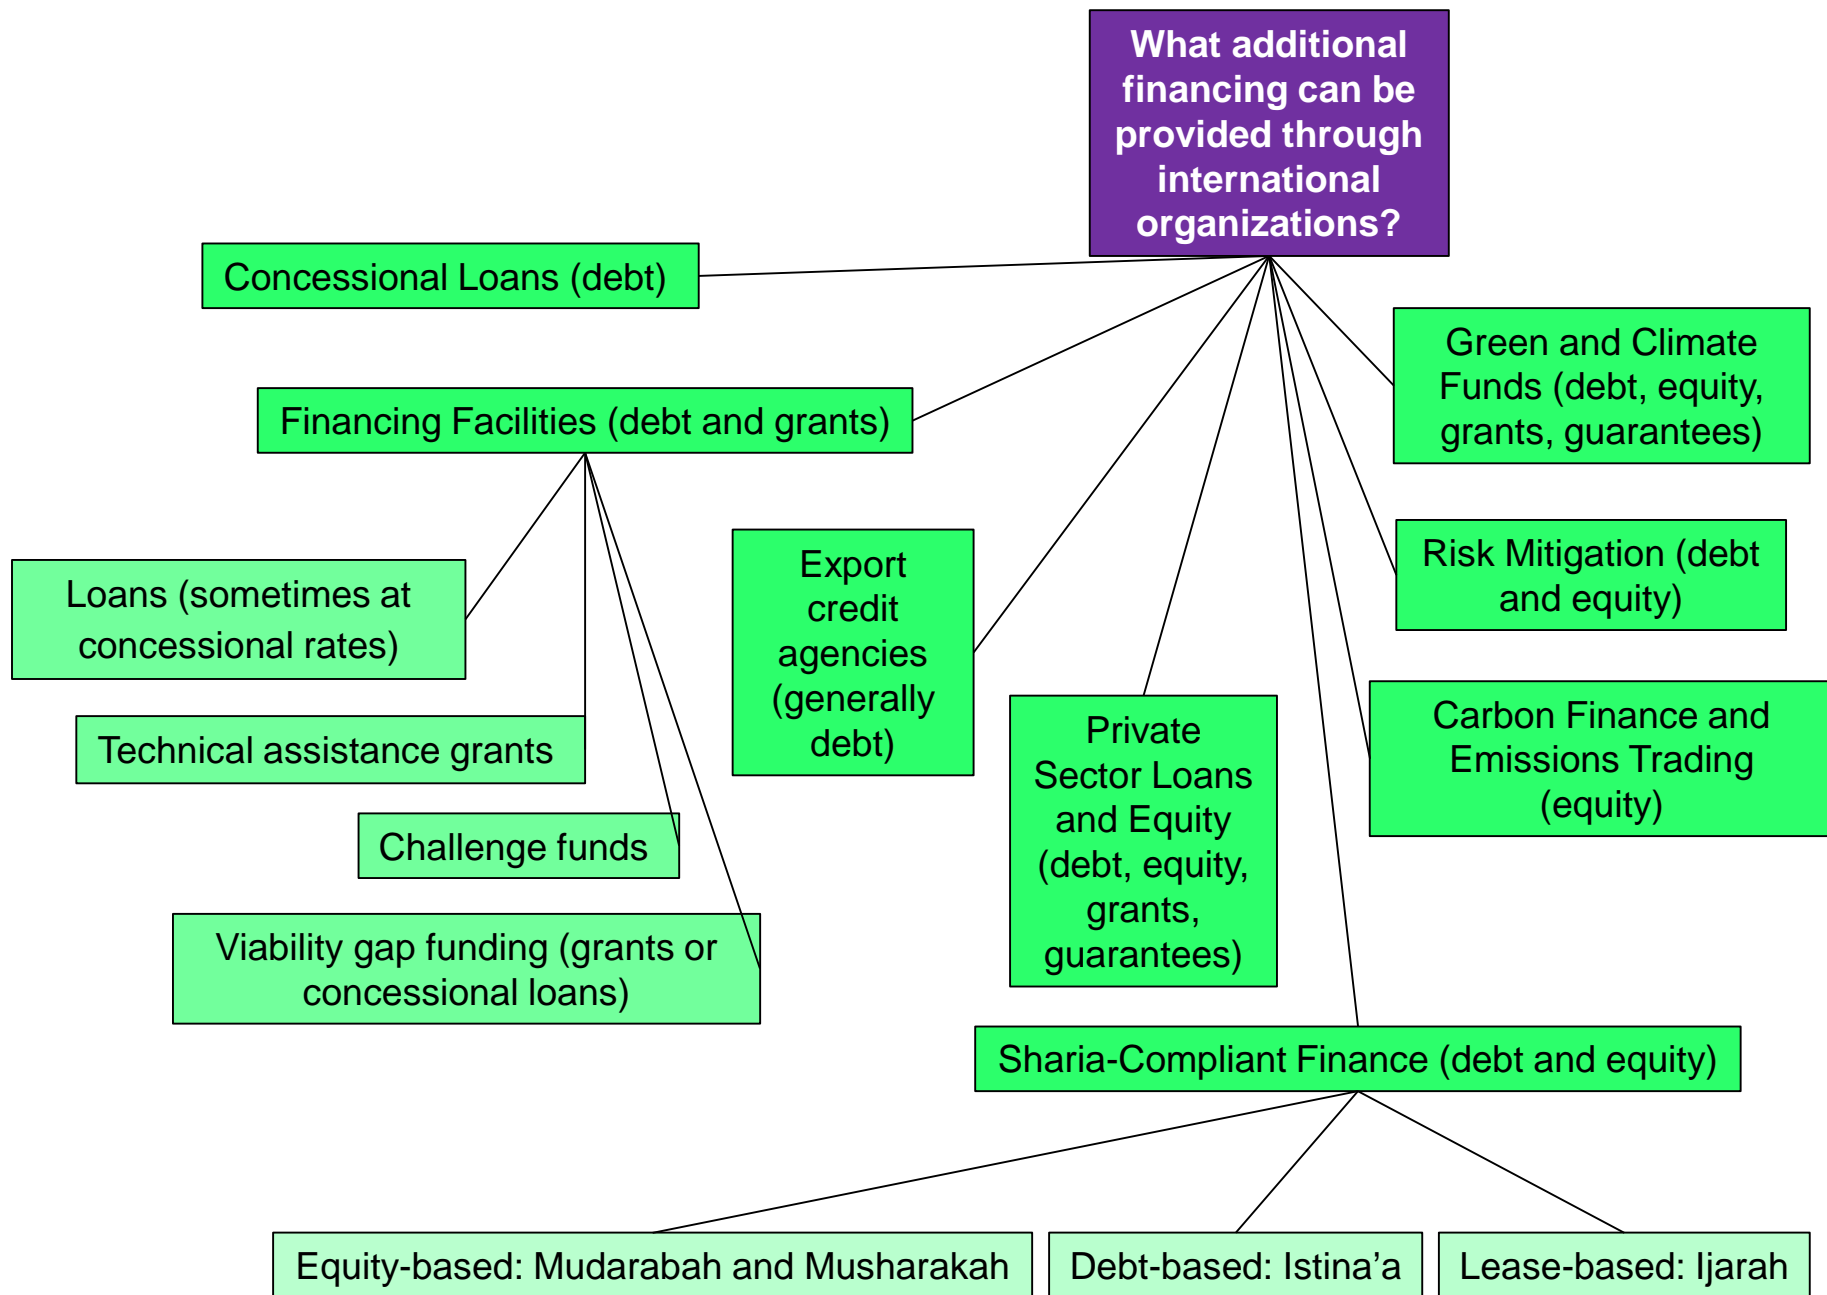 What additional
financing can be
provided through
international
organizations?
Concessional Loans (debt)
Financing Facilities (debt and grants)
Loans (sometimes at
concessional rates)
Technical assistance grants
Challenge funds
Viability gap funding (grants or
concessional loans)
Export
credit
agencies
(generally
debt)
Private
Sector Loans
and Equity
(debt, equity,
grants,
guarantees)
Green and Climate
Funds (debt, equity,
grants, guarantees)
Risk Mitigation (debt
and equity)
Carbon Finance and
Emissions Trading
(equity)
Sharia-Compliant Finance (debt and equity)
Equity-based: Mudarabah and Musharakah
Debt-based: Istina’a
Lease-based: Ijarah